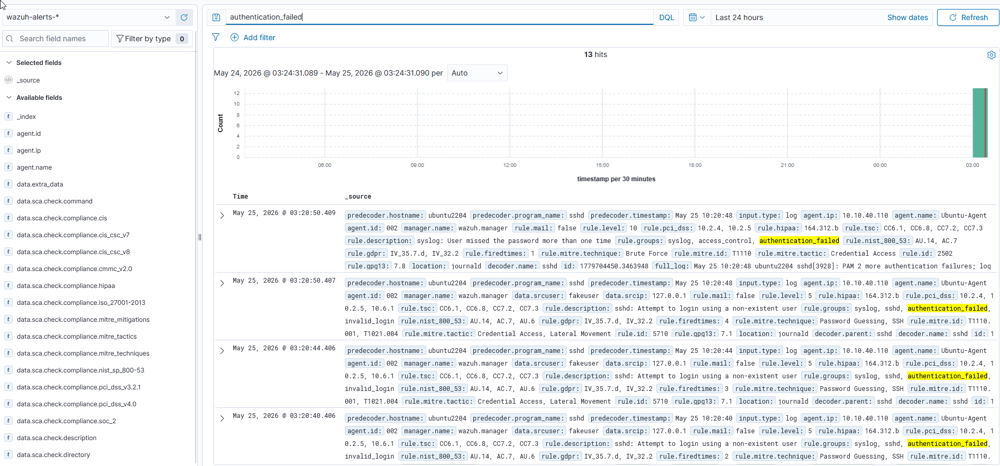 wazuh-alerts-*
Search field names
Filter by type 0
Selected fields
_source
Available fields
_index
agent.id
agent.ip
agent.name
data.extra_data
data.sca.check.command
data.sca.check.compliance.cis
data.sca.check.compliance.cis_csc_v7
data.sca.check.compliance.cis_csc_v8
data.sca.check.compliance.cmmc_v2.0
data.sca.check.compliance.hipaa
data.sca.check.compliance.iso_27001-2013
data.sca.check.compliance.mitre_mitigations
data.sca.check.compliance.mitre_tactics
data.sca.check.compliance.mitre_techniques
data.sca.check.compliance.nist_sp_800-53
data.sca.check.compliance.pci_dss_v3.2.1
data.sca.check.compliance.pci_dss_v4.0
data.sca.check.compliance.soc_2
data.sca.check.description
data.sca.check.directory
authentication_failed DQL Last 24 hours Show dates Refresh
Add filter
13 hits
May 24, 2026 @ 03:24:31.089 - May 25, 2026 @ 03:24:31.090 per Auto
Count
12
10
8
6
4
2
0
06:00 09:00 12:00 15:00 18:00 21:00 00:00 03:00
timestamp per 30 minutes
Time _source
May 25, 2026 @ 03:20:50.409 predecoder.hostname: ubuntu2204 predecoder.program_name: sshd predecoder.timestamp: May 25 10:20:48 input.type: log agent.ip: 10.10.40.110 agent.name: Ubuntu-Agent
agent.id: 002 manager.name: wazuh.manager rule.mail: false rule.level: 10 rule.pci_dss: 10.2.4, 10.2.5 rule.hipaa: 164.312.b rule.tsc: CC6.1, CC6.8, CC7.2, CC7.3
rule.description: syslog: User missed the password more than one time rule.groups: syslog, access_control, authentication_failed rule.nist_800_53: AU.14, AC.7
rule.gdpr: IV_35.7.d, IV_32.2 rule.firedtimes: 1 rule.mitre.technique: Brute Force rule.mitre.id: T1110 rule.mitre.tactic: Credential Access rule.id: 2502
rule.gpg13: 7.8 location: journald decoder.name: sshd id: 1779704450.3463948 full_log: May 25 10:20:48 ubuntu2204 sshd[3928]: PAM 2 more authentication failures; log
May 25, 2026 @ 03:20:50.407 predecoder.hostname: ubuntu2204 predecoder.program_name: sshd predecoder.timestamp: May 25 10:20:48 input.type: log agent.ip: 10.10.40.110 agent.name: Ubuntu-Agent
agent.id: 002 manager.name: wazuh.manager data.srcuser: fakeuser data.srcip: 127.0.0.1 rule.mail: false rule.level: 5 rule.hipaa: 164.312.b rule.pci_dss: 10.2.4, 1
0.2.5, 10.6.1 rule.tsc: CC6.1, CC6.8, CC7.2, CC7.3 rule.description: sshd: Attempt to login using a non-existent user rule.groups: syslog, sshd, authentication_failed,
invalid_login rule.nist_800_53: AU.14, AC.7, AU.6 rule.gdpr: IV_35.7.d, IV_32.2 rule.firedtimes: 4 rule.mitre.technique: Password Guessing, SSH rule.mitre.id: T1110.
001, T1021.004 rule.mitre.tactic: Credential Access, Lateral Movement rule.id: 5710 rule.gpg13: 7.1 location: journald decoder.parent: sshd decoder.name: sshd id: 1
May 25, 2026 @ 03:20:44.406 predecoder.hostname: ubuntu2204 predecoder.program_name: sshd predecoder.timestamp: May 25 10:20:44 input.type: log agent.ip: 10.10.40.110 agent.name: Ubuntu-Agent
agent.id: 002 manager.name: wazuh.manager data.srcuser: fakeuser data.srcip: 127.0.0.1 rule.mail: false rule.level: 5 rule.hipaa: 164.312.b rule.pci_dss: 10.2.4, 1
0.2.5, 10.6.1 rule.tsc: CC6.1, CC6.8, CC7.2, CC7.3 rule.description: sshd: Attempt to login using a non-existent user rule.groups: syslog, sshd, authentication_failed,
invalid_login rule.nist_800_53: AU.14, AC.7, AU.6 rule.gdpr: IV_35.7.d, IV_32.2 rule.firedtimes: 3 rule.mitre.technique: Password Guessing, SSH rule.mitre.id: T1110.
001, T1021.004 rule.mitre.tactic: Credential Access, Lateral Movement rule.id: 5710 rule.gpg13: 7.1 location: journald decoder.parent: sshd decoder.name: sshd id: 1
May 25, 2026 @ 03:20:40.406 predecoder.hostname: ubuntu2204 predecoder.program_name: sshd predecoder.timestamp: May 25 10:20:40 input.type: log agent.ip: 10.10.40.110 agent.name: Ubuntu-Agent
agent.id: 002 manager.name: wazuh.manager data.srcuser: fakeuser data.srcip: 127.0.0.1 rule.mail: false rule.level: 5 rule.hipaa: 164.312.b rule.pci_dss: 10.2.4, 1
0.2.5, 10.6.1 rule.tsc: CC6.1, CC6.8, CC7.2, CC7.3 rule.description: sshd: Attempt to login using a non-existent user rule.groups: syslog, sshd, authentication_failed,
invalid_login rule.nist_800_53: AU.14, AC.7, AU.6 rule.gdpr: IV_35.7.d, IV_32.2 rule.firedtimes: 2 rule.mitre.technique: Password Guessing, SSH rule.mitre.id: T1110.